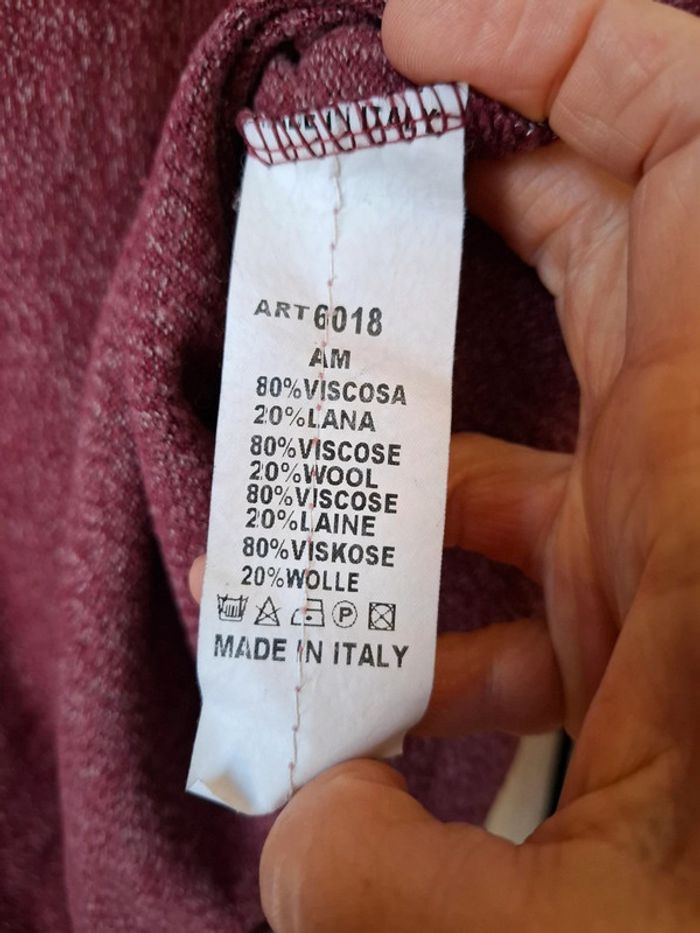 ITALY
ART 6018
AM
80%VISCOSA
20%LANA
80%VISCOSE
20%WOOL
80%VISCOSE
20%LAINE
80%VISKOSE
20%WOLLE
P
MADE IN ITALY